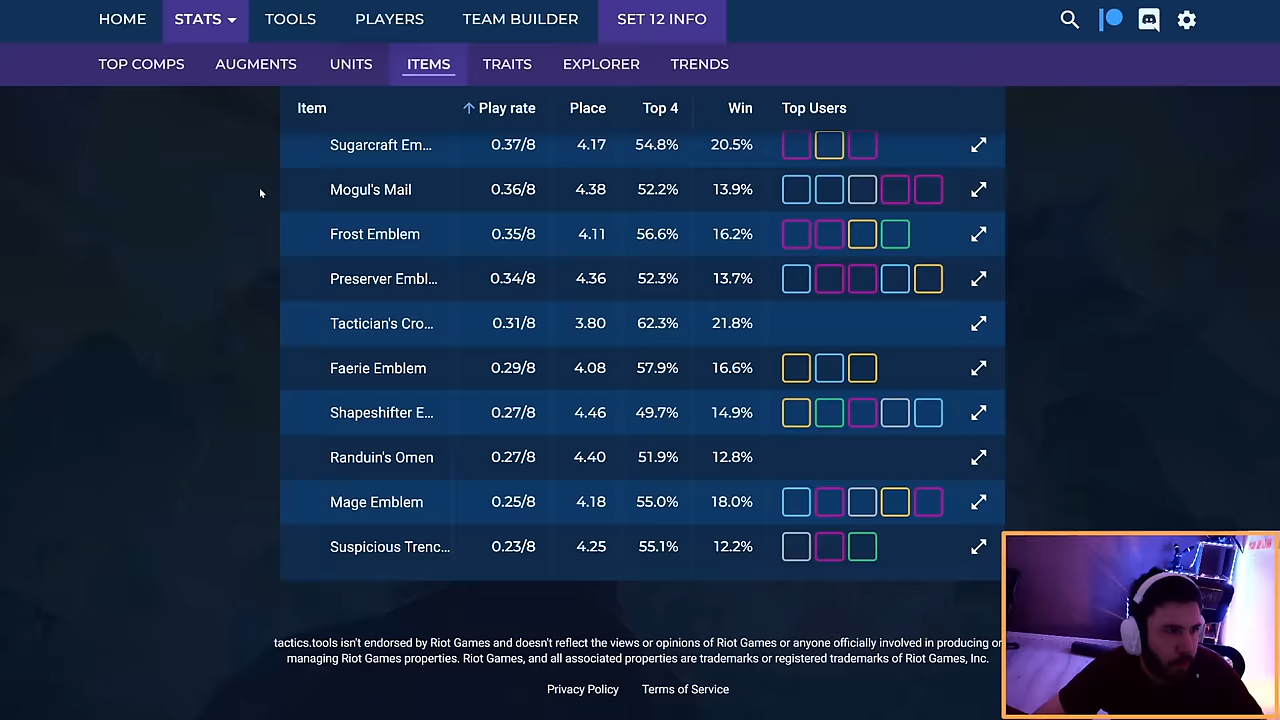 HOME STATS TOOLS PLAYERS TEAM BUILDER SET 12 INFO
TOP COMPS AUGMENTS UNITS ITEMS TRAITS EXPLORER TRENDS
Item Play rate Place Top 4 Win Top Users
Sugarcraft Em... 0.37/8 4.17 54.8% 20.5%
Mogul's Mail 0.36/8 4.38 52.2% 13.9%
Frost Emblem 0.35/8 4.11 56.6% 16.2%
Preserver Embl... 0.34/8 4.36 52.3% 13.7%
Tactician's Cro... 0.31/8 3.80 62.3% 21.8%
Faerie Emblem 0.29/8 4.08 57.9% 16.6%
Shapeshifter E... 0.27/8 4.46 49.7% 14.9%
Randuin's Omen 0.27/8 4.40 51.9% 12.8%
Mage Emblem 0.25/8 4.18 55.0% 18.0%
Suspicious Trenc... 0.23/8 4.25 55.1% 12.2%
tactics.tools isn't endorsed by Riot Games and doesn't reflect the views or opinions of Riot Games or anyone officially involved in producing or
managing Riot Games properties. Riot Games, and all associated properties are trademarks or registered trademarks of Riot Games, Inc.
Privacy Policy Terms of Service